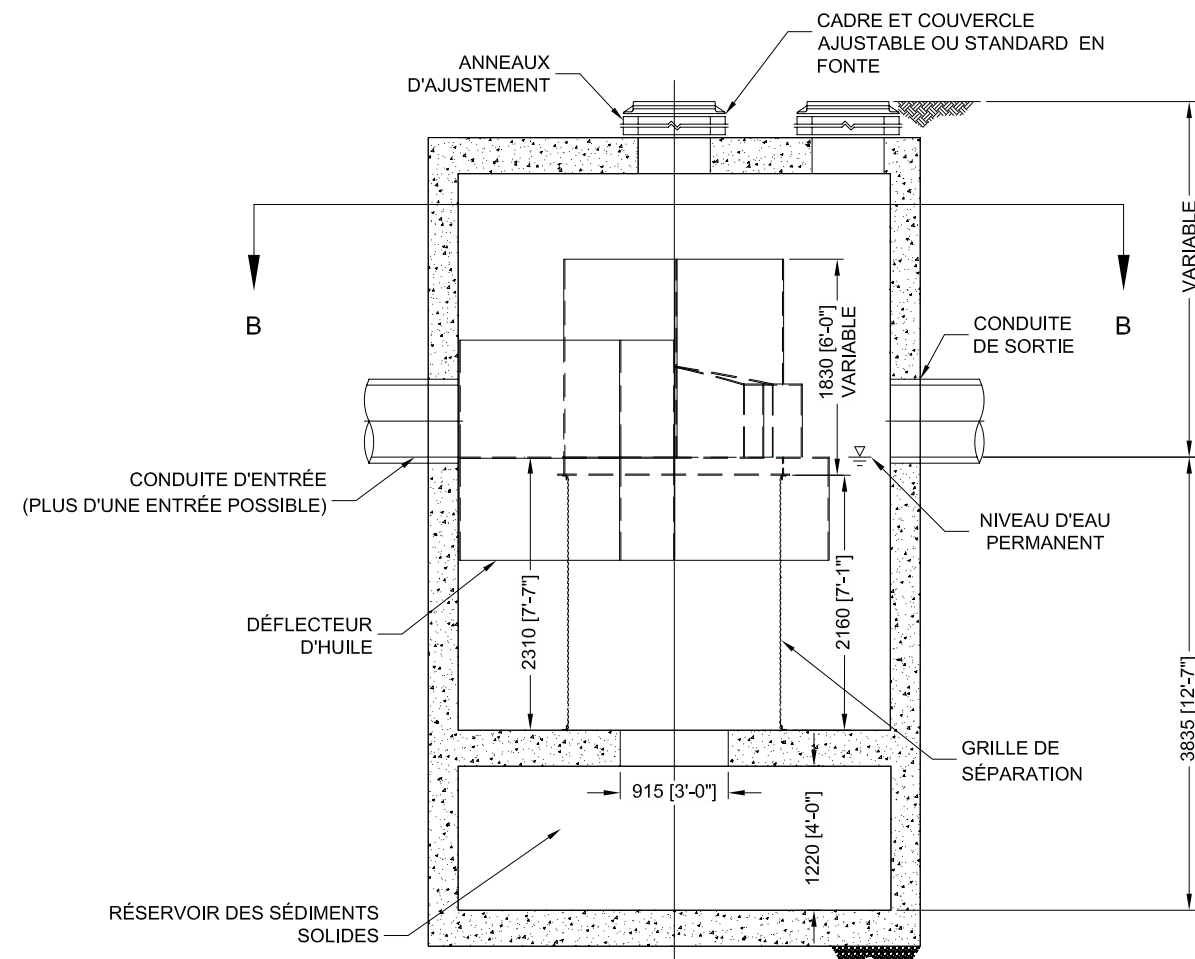 CADRE ET COUVERCLE
AJUSTABLE OU STANDARD EN
FONTE
ANNEAUX
D'AJUSTEMENT
VARIABLE
B
B
1830 [6'-0"]
VARIABLE
CONDUITE
DE SORTIE
CONDUITE D'ENTRÉE
(PLUS D'UNE ENTRÉE POSSIBLE)
NIVEAU D'EAU
PERMANENT
DÉFLECTEUR
D'HUILE
2310 [7'-7"]
2160 [7'-1"]
3835 [12'-7"]
GRILLE DE
SÉPARATION
915 [3'-0"]
1220 [4'-0"]
RÉSERVOIR DES SÉDIMENTS
SOLIDES